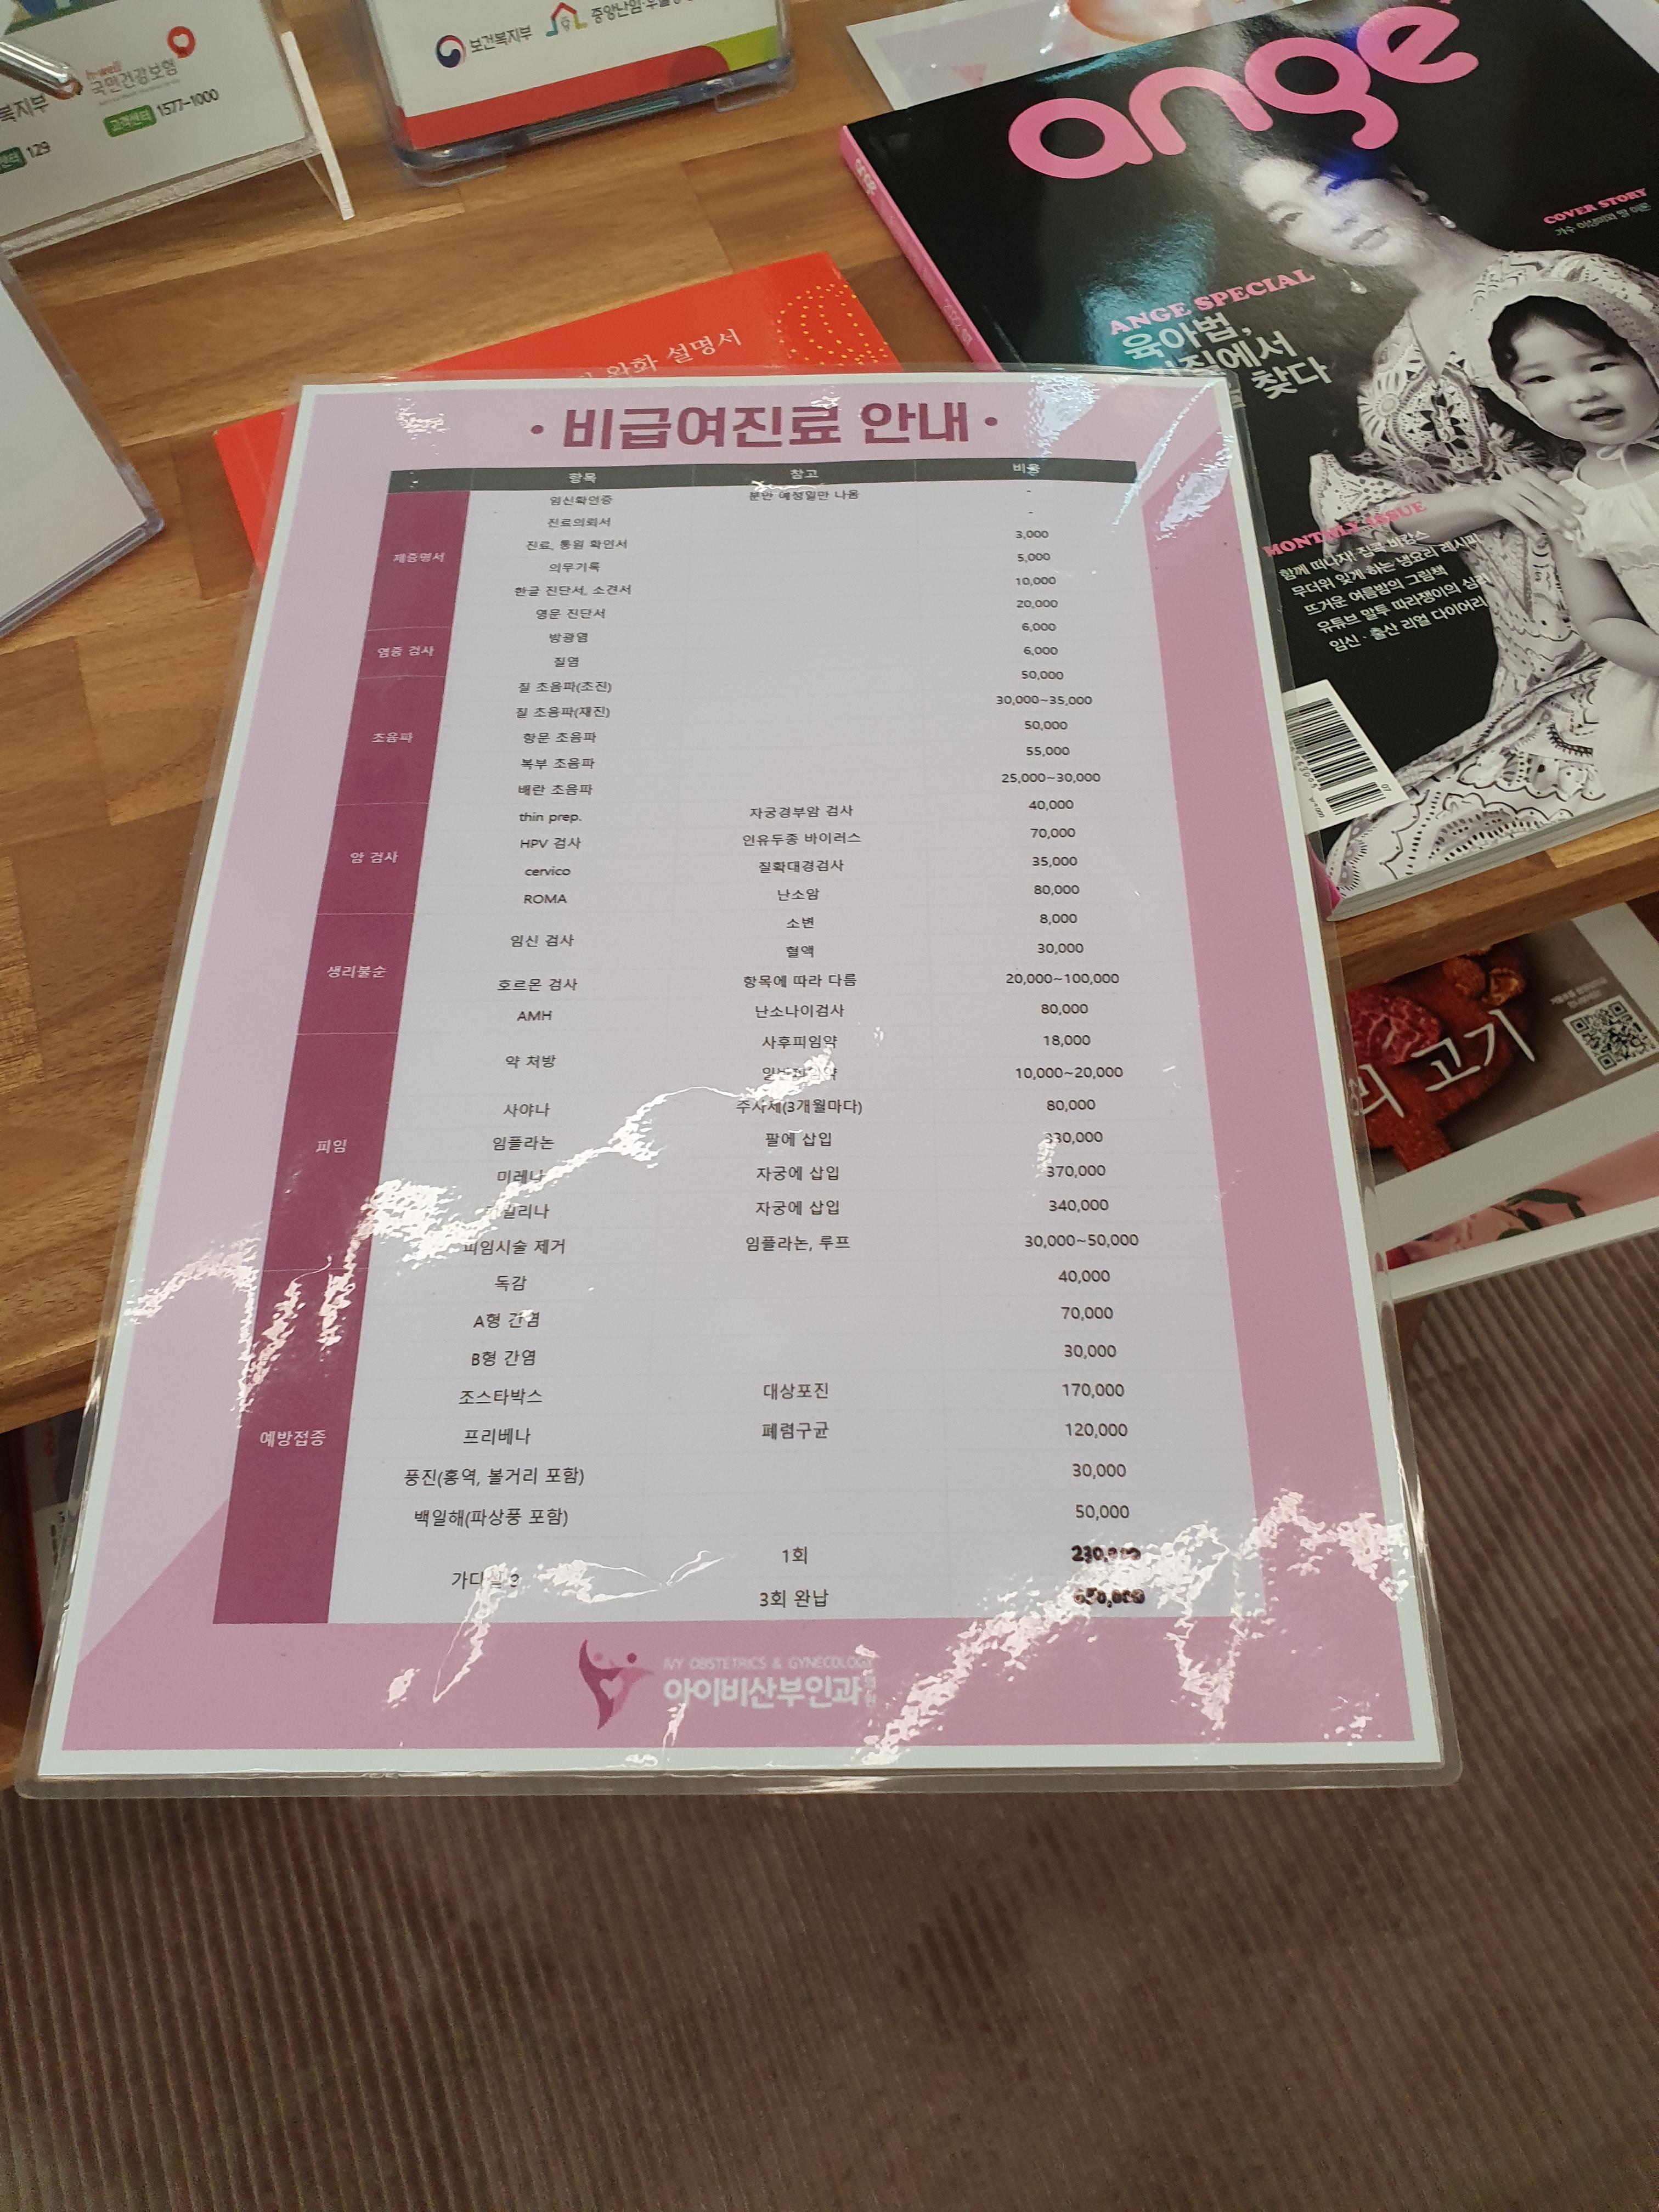 h-well
국민건강보험
복지부
고객센터 1577-1000
센터 129
보건복지부
ange
ange
COVER STORY
ANGE SPECIAL
육아법,
찾다
MONTHLY ISSUE
함께 떠나자! 집콕 바캉스
무더위 잊게 하는 냉요리 레시피
뜨거운 여름밤의 그림책
유튜브 말투 따라쟁이의 심리
임신·출산 리얼 다이어리
07
완화 설명서
• 비급여진료 안내 •
항목 참고 비용
제증명서
임신확인증 분만 예정일만 나옴 -
진료의뢰서 -
진료, 통원 확인서 3,000
의무기록 5,000
한글 진단서, 소견서 10,000
영문 진단서 20,000
염증 검사
방광염 6,000
질염 6,000
초음파
질 초음파(초진) 50,000
질 초음파(재진) 30,000~35,000
항문 초음파 50,000
복부 초음파 55,000
배란 초음파 25,000~30,000
암 검사
thin prep. 자궁경부암 검사 40,000
HPV 검사 인유두종 바이러스 70,000
cervico 질확대경검사 35,000
ROMA 난소암 80,000
생리불순
임신 검사 소변 8,000
혈액 30,000
호르몬 검사 항목에 따라 다름 20,000~100,000
AMH 난소나이검사 80,000
피임
약 처방 사후피임약 18,000
10,000~20,000
사야나 주사제(3개월마다) 80,000
임플라논 팔에 삽입 330,000
미레나 자궁에 삽입 370,000
자궁에 삽입 340,000
피임시술 제거 임플라논, 루프 30,000~50,000
예방접종
독감 40,000
A형 간염 70,000
B형 간염 30,000
조스타박스 대상포진 170,000
프리베나 폐렴구균 120,000
풍진(홍역, 볼거리 포함) 30,000
백일해(파상풍 포함) 50,000
가다실 9 1회 230,000
3회 완납
IVY OBSTETRICS & GYNECOLOGY
아이비산부인과
고기